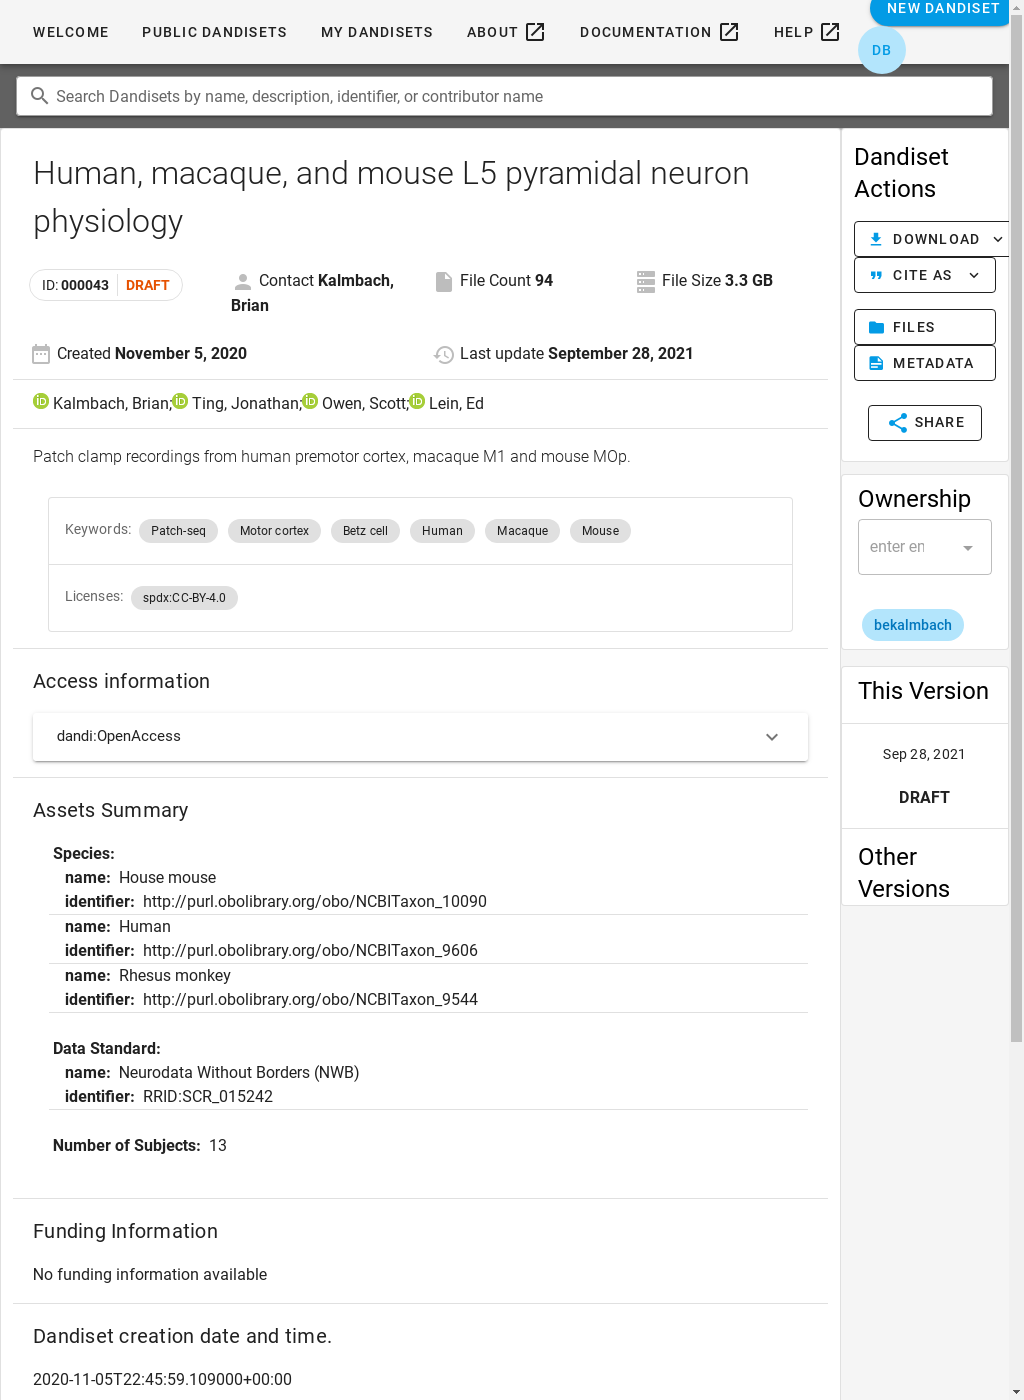 WELCOME PUBLIC DANDISETS MY DANDISETS ABOUT DOCUMENTATION HELP NEW DANDISET
DB
Search Dandisets by name, description, identifier, or contributor name
Human, macaque, and mouse L5 pyramidal neuron
physiology
ID: 000043 DRAFT
Contact Kalmbach,
Brian
File Count 94
File Size 3.3 GB
Created November 5, 2020
Last update September 28, 2021
Kalmbach, Brian; Ting, Jonathan; Owen, Scott; Lein, Ed
Patch clamp recordings from human premotor cortex, macaque M1 and mouse MOp.
Keywords: Patch-seq Motor cortex Betz cell Human Macaque Mouse
Licenses: spdx:CC-BY-4.0
Access information
dandi:OpenAccess
Assets Summary
Species:
name: House mouse
identifier: http://purl.obolibrary.org/obo/NCBITaxon_10090
name: Human
identifier: http://purl.obolibrary.org/obo/NCBITaxon_9606
name: Rhesus monkey
identifier: http://purl.obolibrary.org/obo/NCBITaxon_9544
Data Standard:
name: Neurodata Without Borders (NWB)
identifier: RRID:SCR_015242
Number of Subjects: 13
Funding Information
No funding information available
Dandiset creation date and time.
2020-11-05T22:45:59.109000+00:00
Dandiset
Actions
DOWNLOAD
CITE AS
FILES
METADATA
SHARE
Ownership
enter en
bekalmbach
This Version
Sep 28, 2021
DRAFT
Other
Versions